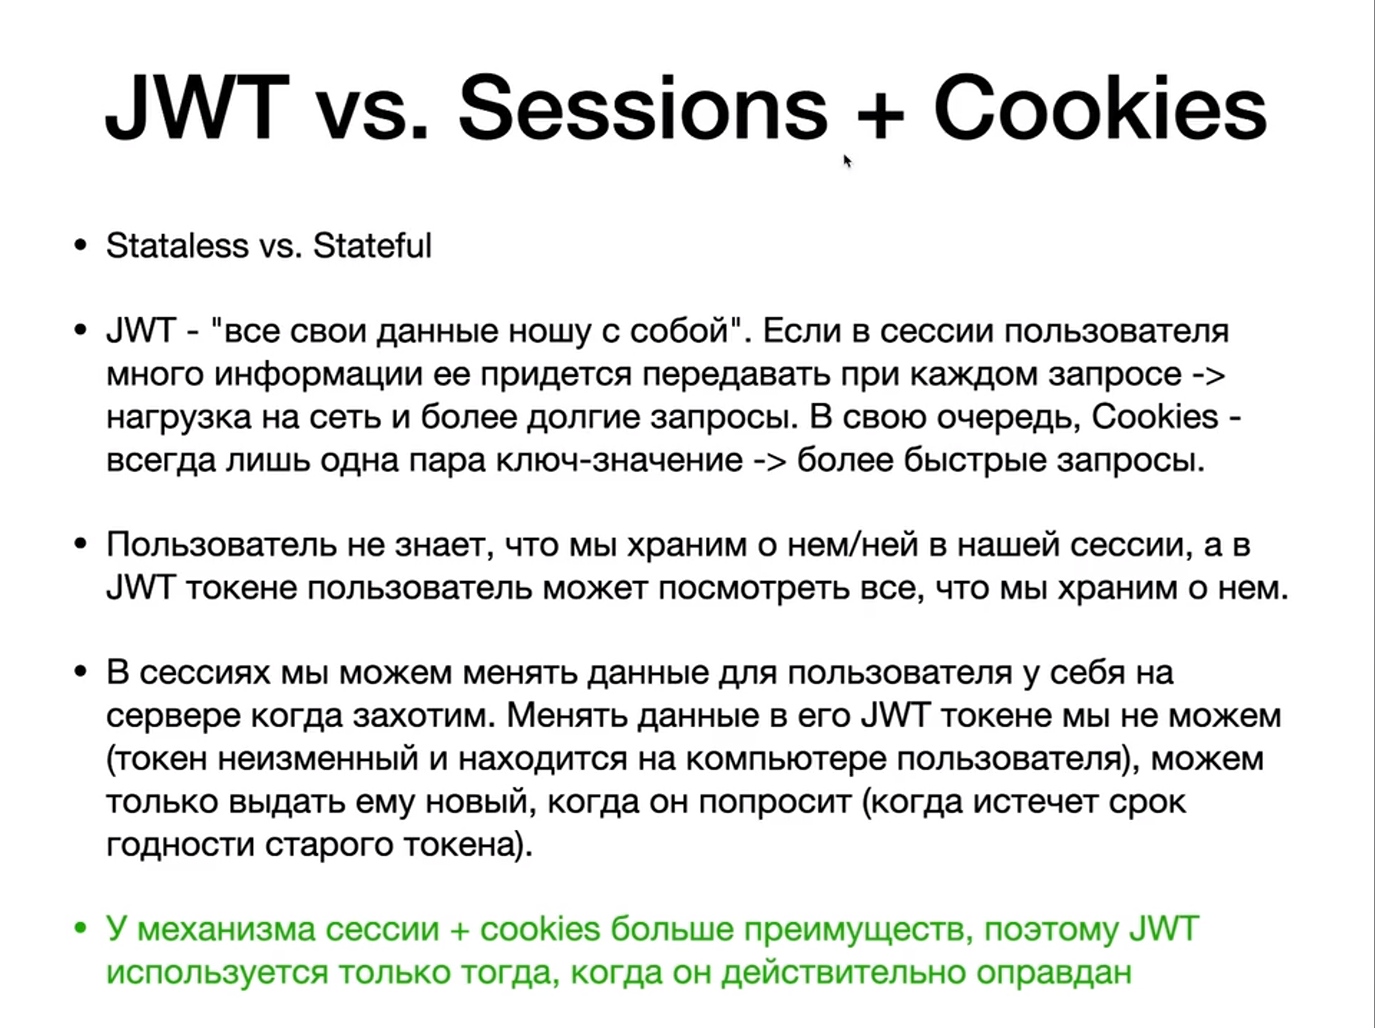 JWT vs. Sessions + Cookies
• Stataless vs. Stateful
• JWT - "все свои данные ношу с собой". Если в сессии пользователя
много информации ее придется передавать при каждом запросе ->
нагрузка на сеть и более долгие запросы. В свою очередь, Cookies -
всегда лишь одна пара ключ-значение -> более быстрые запросы.
• Пользователь не знает, что мы храним о нем/ней в нашей сессии, а в
JWT токене пользователь может посмотреть все, что мы храним о нем.
• В сессиях мы можем менять данные для пользователя у себя на
сервере когда захотим. Менять данные в его JWT токене мы не можем
(токен неизменный и находится на компьютере пользователя), можем
только выдать ему новый, когда он попросит (когда истечет срок
годности старого токена).
• У механизма сессии + cookies больше преимуществ, поэтому JWT
используется только тогда, когда он действительно оправдан